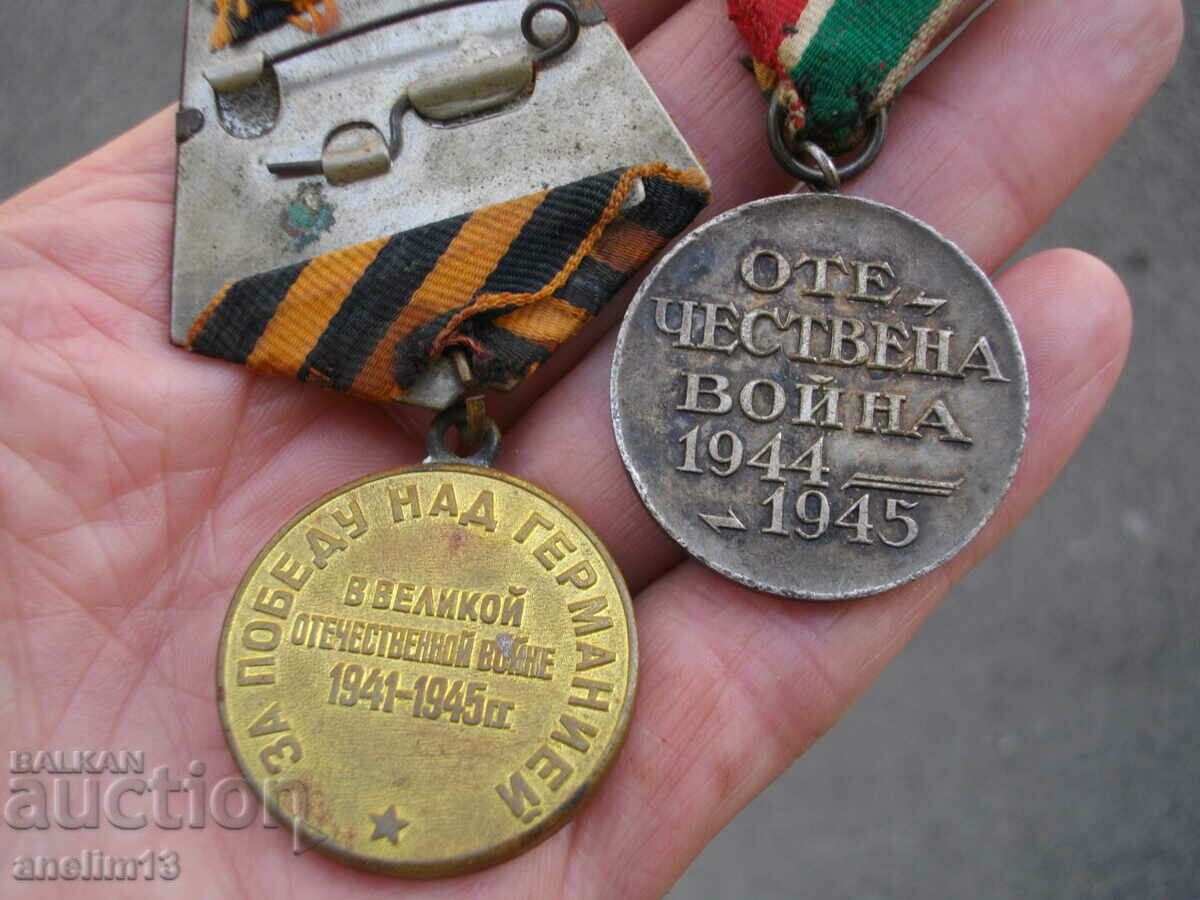 ОТЕ
ЧЕСТВЕНА
ВОЙНА
1944
1945
ЗА ПОБЕДУ НАД ГЕРМАНИЕЙ
В ВЕЛИКОЙ
ОТЕЧЕСТВЕННОЙ ВОЙНЕ
1941-1945гг.
BALKAN
auction
anelim13